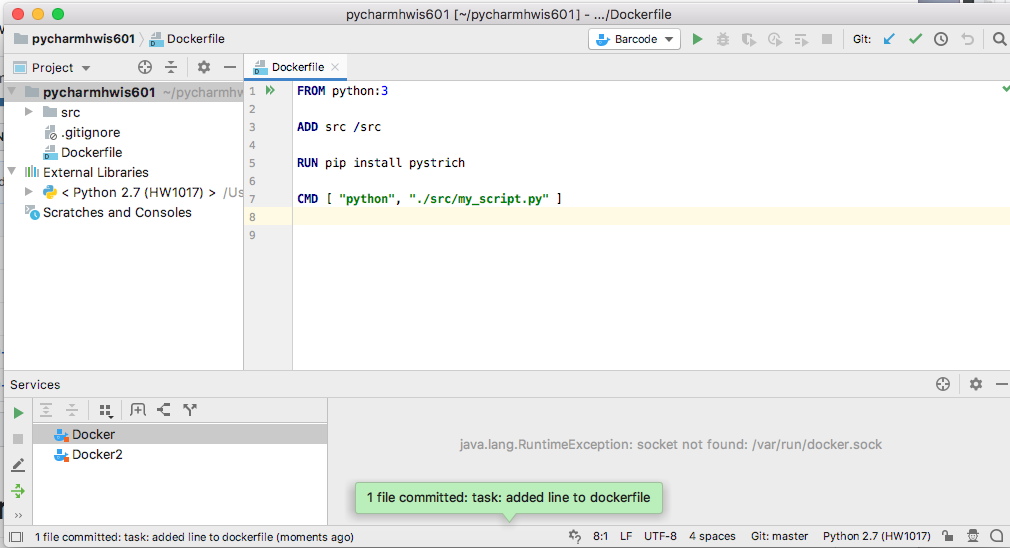 pycharmhwis601 [~/pycharmhwis601] - .../Dockerfile
pycharmhwis601 Dockerfile Barcode Git:
Project Dockerfile
pycharmhwis601 ~/pycharmhw
src
.gitignore
Dockerfile
External Libraries
< Python 2.7 (HW1017) > /Us
Scratches and Consoles
1 FROM python:3
2
3 ADD src /src
4
5 RUN pip install pystrich
6
7 CMD [ "python", "./src/my_script.py" ]
8
9
Services
Docker
Docker2
java.lang.RuntimeException: socket not found: /var/run/docker.sock
1 file committed: task: added line to dockerfile
1 file committed: task: added line to dockerfile (moments ago) 8:1 LF UTF-8 4 spaces Git: master Python 2.7 (HW1017)